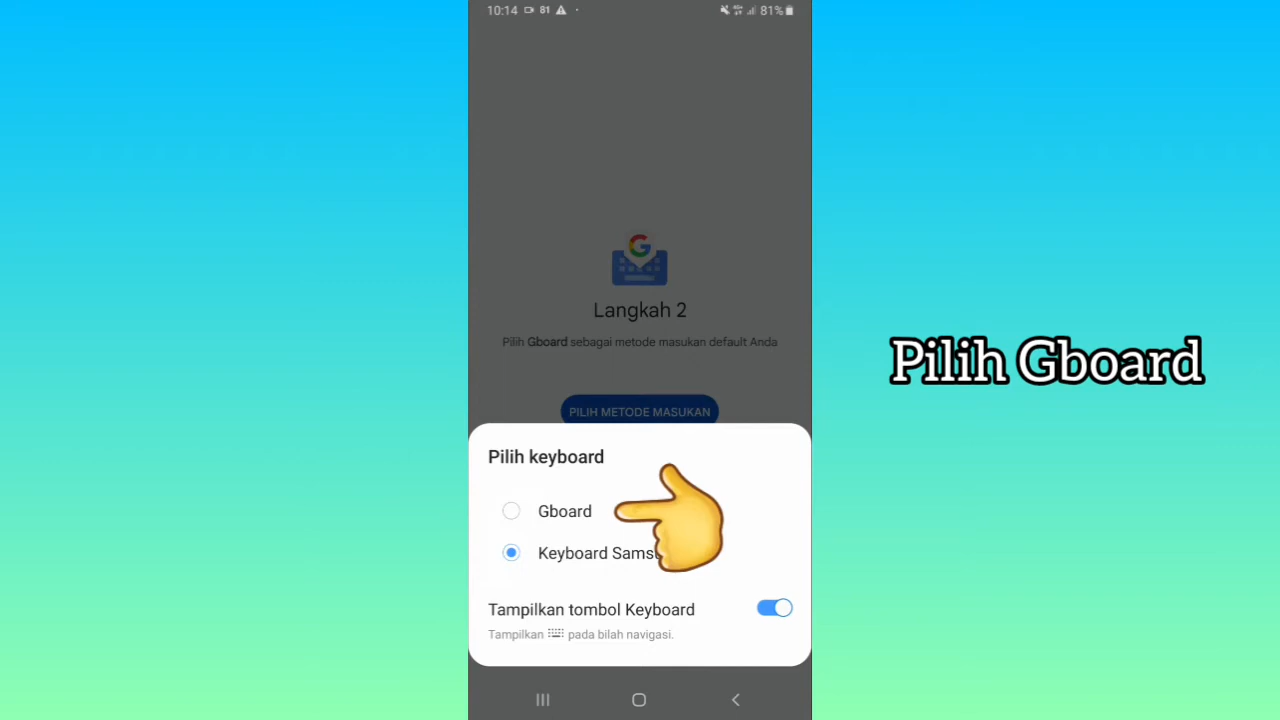 10:14 81 81%
Langkah 2
Pilih Gboard sebagai metode masukan default Anda
PILIH METODE MASUKAN
Pilih keyboard
Gboard
Keyboard Sams
Tampilkan tombol Keyboard
Tampilkan pada bilah navigasi.
Pilih Gboard